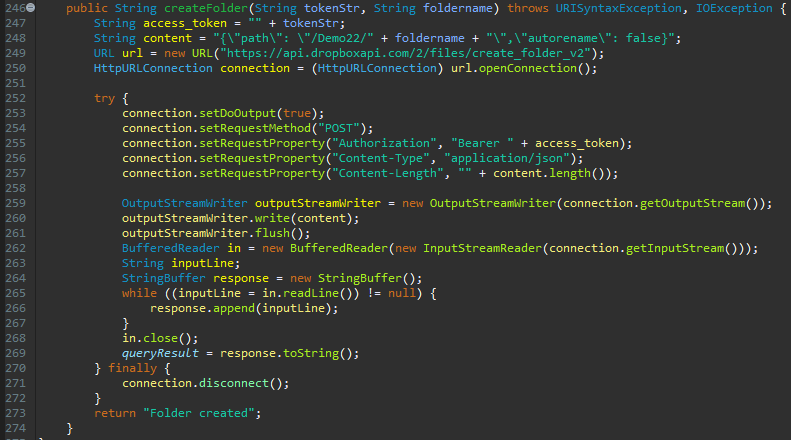 246 public String createFolder(String tokenStr, String foldername) throws URISyntaxException, IOException {
247 String access_token = "" + tokenStr;
248 String content = "{\"path\": \"/Demo22/" + foldername + "\",\"autorename\": false}";
249 URL url = new URL("https://api.dropboxapi.com/2/files/create_folder_v2");
250 HttpURLConnection connection = (HttpURLConnection) url.openConnection();
251
252 try {
253 connection.setDoOutput(true);
254 connection.setRequestMethod("POST");
255 connection.setRequestProperty("Authorization", "Bearer " + access_token);
256 connection.setRequestProperty("Content-Type", "application/json");
257 connection.setRequestProperty("Content-Length", "" + content.length());
258
259 OutputStreamWriter outputStreamWriter = new OutputStreamWriter(connection.getOutputStream());
260 outputStreamWriter.write(content);
261 outputStreamWriter.flush();
262 BufferedReader in = new BufferedReader(new InputStreamReader(connection.getInputStream()));
263 String inputLine;
264 StringBuffer response = new StringBuffer();
265 while ((inputLine = in.readLine()) != null) {
266 response.append(inputLine);
267 }
268 in.close();
269 queryResult = response.toString();
270 } finally {
271 connection.disconnect();
272 }
273 return "Folder created";
274 }